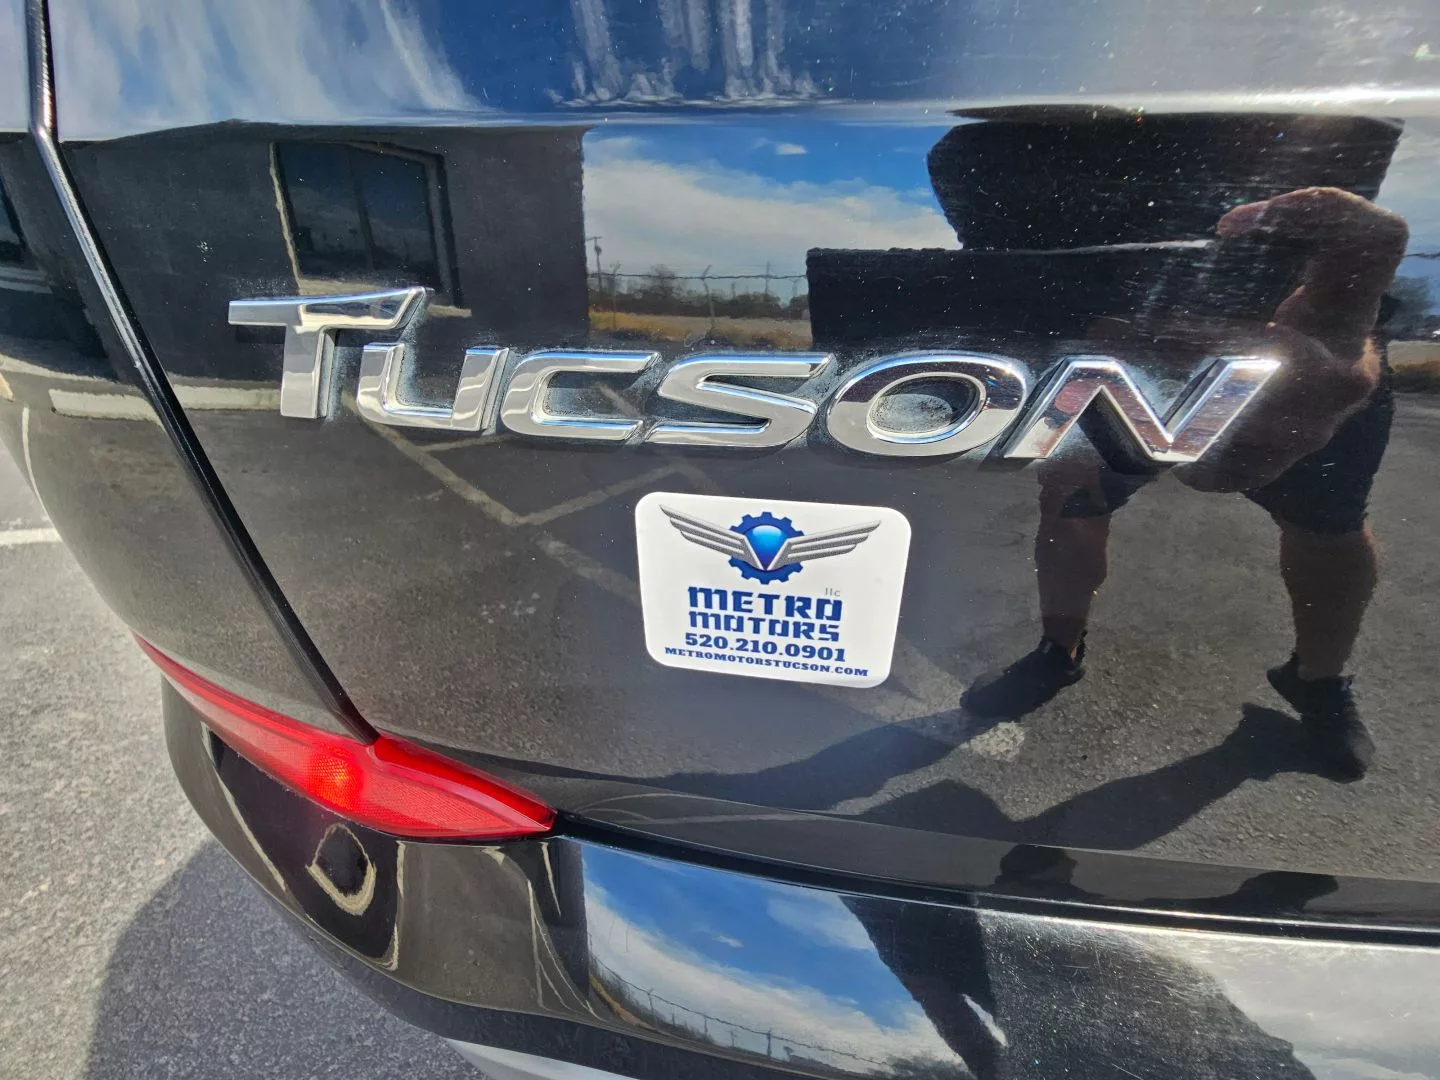 TUCSON
llc
METRO
MOTORS
520.210.0901
METROMOTORSTUCSON.COM